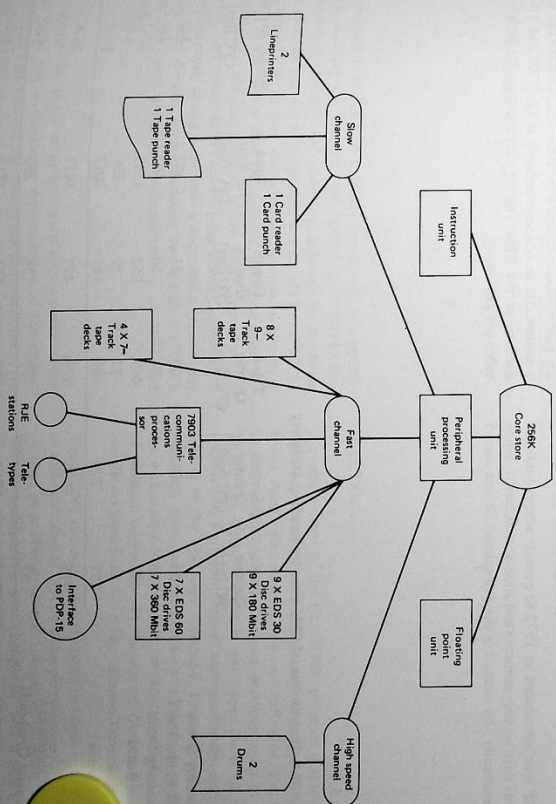 256K
Core store
Instruction
unit
Peripheral
processing
unit
Floating
point
unit
Slow
channel
Fast
channel
High speed
channel
2
Lineprinters
1 Tape reader
1 Tape punch
1 Card reader
1 Card punch
8 X
9-
Track
tape
decks
4 X 7-
Track
tape
decks
7903 Tele-
communi-
cations
proces-
sor
RJE
stations
Tele-
types
9 X EDS 30
Disc drives
9 X 180 Mbit
7 X EDS 60
Disc drives
7 X 360 Mbit
Interface
to PDP-15
2
Drums